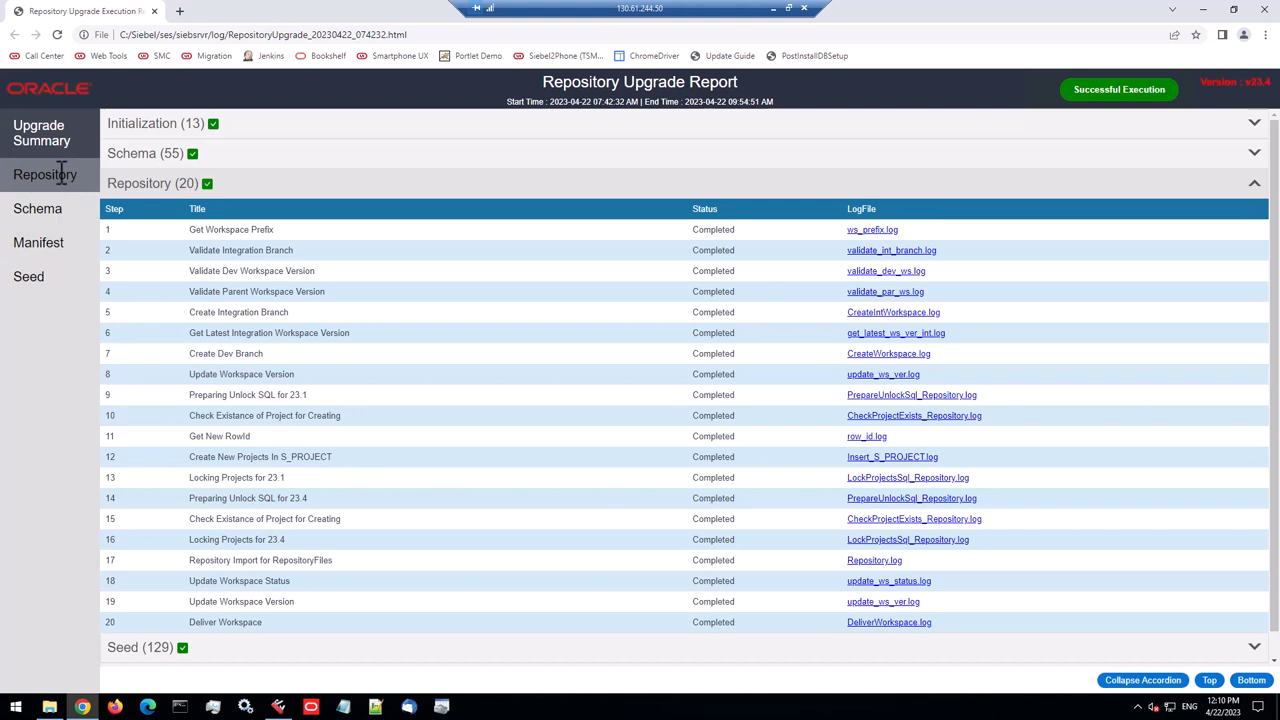 Repository Upgrade Execution R
130.61.244.50
File C:/Siebel/ses/siebsrvr/log/RepositoryUpgrade_20230422_074232.html
Call Center Web Tools SMC Migration Jenkins Bookshelf Smartphone UX Portlet Demo Siebel2Phone (TSM... ChromeDriver Update Guide PostInstallDBSetup
ORACLE
Repository Upgrade Report
Start Time : 2023-04-22 07:42:32 AM | End Time : 2023-04-22 09:54:51 AM
Successful Execution
Version : v23.4
Upgrade
Summary
Repository
Schema
Manifest
Seed
Initialization (13)
Schema (55)
Repository (20)
Step Title Status LogFile
1 Get Workspace Prefix Completed ws_prefix.log
2 Validate Integration Branch Completed validate_int_branch.log
3 Validate Dev Workspace Version Completed validate_dev_ws.log
4 Validate Parent Workspace Version Completed validate_par_ws.log
5 Create Integration Branch Completed CreateIntWorkspace.log
6 Get Latest Integration Workspace Version Completed get_latest_ws_ver_int.log
7 Create Dev Branch Completed CreateWorkspace.log
8 Update Workspace Version Completed update_ws_ver.log
9 Preparing Unlock SQL for 23.1 Completed PrepareUnlockSql_Repository.log
10 Check Existance of Project for Creating Completed CheckProjectExists_Repository.log
11 Get New RowId Completed row_id.log
12 Create New Projects In S_PROJECT Completed Insert_S_PROJECT.log
13 Locking Projects for 23.1 Completed LockProjectsSql_Repository.log
14 Preparing Unlock SQL for 23.4 Completed PrepareUnlockSql_Repository.log
15 Check Existance of Project for Creating Completed CheckProjectExists_Repository.log
16 Locking Projects for 23.4 Completed LockProjectsSql_Repository.log
17 Repository Import for RepositoryFiles Completed Repository.log
18 Update Workspace Status Completed update_ws_status.log
19 Update Workspace Version Completed update_ws_ver.log
20 Deliver Workspace Completed DeliverWorkspace.log
Seed (129)
Collapse Accordion Top Bottom
ENG
12:10 PM
4/22/2023